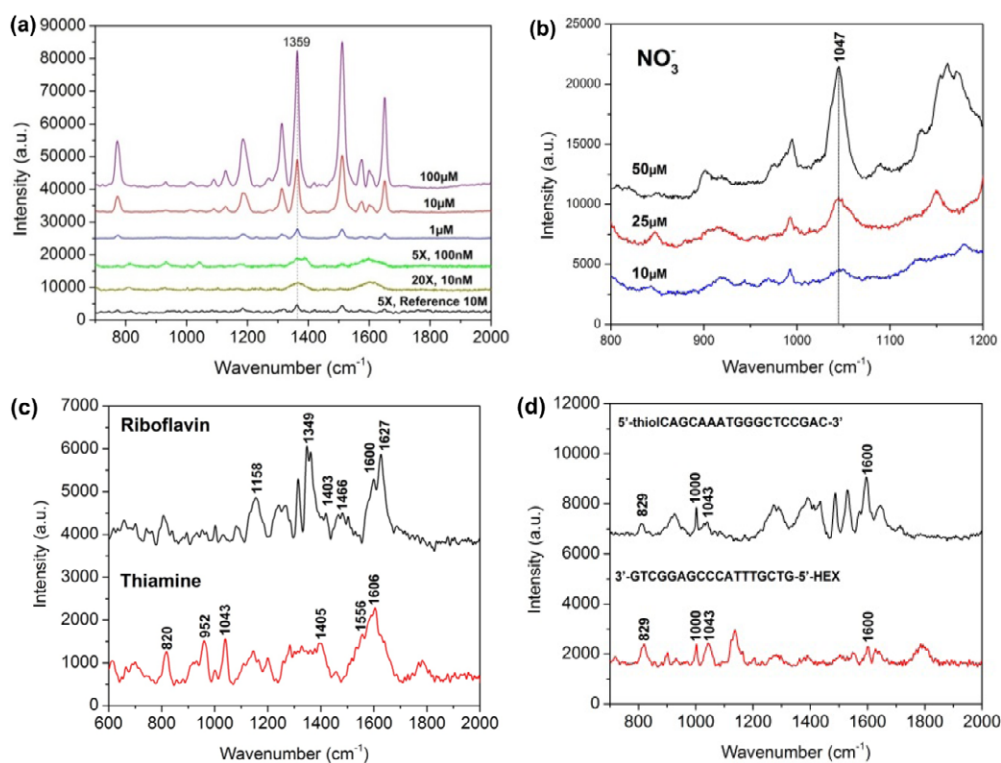 (a)
1359
90000
80000
70000
60000
50000
40000
30000
20000
10000
0
Intensity (a.u.)
100µM
10µM
1µM
5X, 100nM
20X, 10nM
5X, Reference 10M
800 1000 1200 1400 1600 1800 2000
Wavenumber (cm⁻¹)
(b)
NO₃⁻
1047
25000
20000
15000
10000
5000
0
Intensity (a.u.)
50µM
25µM
10µM
800 900 1000 1100 1200
Wavenumber (cm⁻¹)
(c)
7000
6000
5000
4000
3000
2000
1000
0
Intensity (a.u.)
Riboflavin
1158 1349 1403 1466 1600 1627
Thiamine
820 952 1043 1405 1556 1606
600 800 1000 1200 1400 1600 1800 2000
Wavenumber (cm⁻¹)
(d)
12000
10000
8000
6000
4000
2000
0
Intensity (a.u.)
5'-thiolCAGCAAATGGGCTCCGAC-3'
829 1000 1043 1600
3'-GTCGGAGCCCATTTGCTG-5'-HEX
829 1000 1043 1600
800 1000 1200 1400 1600 1800 2000
Wavenumber (cm⁻¹)